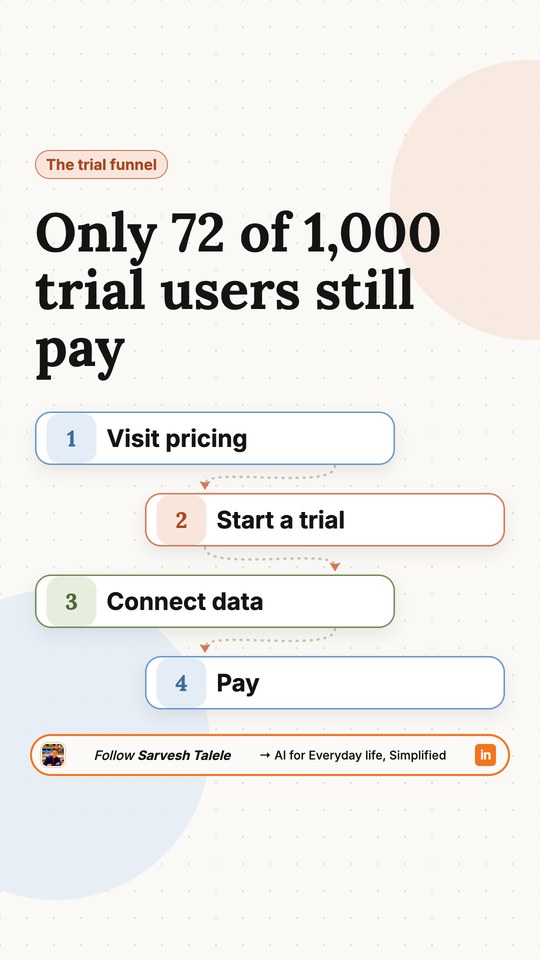 The trial funnel
Only 72 of 1,000
trial users still
pay
1 Visit pricing
2 Start a trial
3 Connect data
4 Pay
Follow Sarvesh Talele → AI for Everyday life, Simplified in